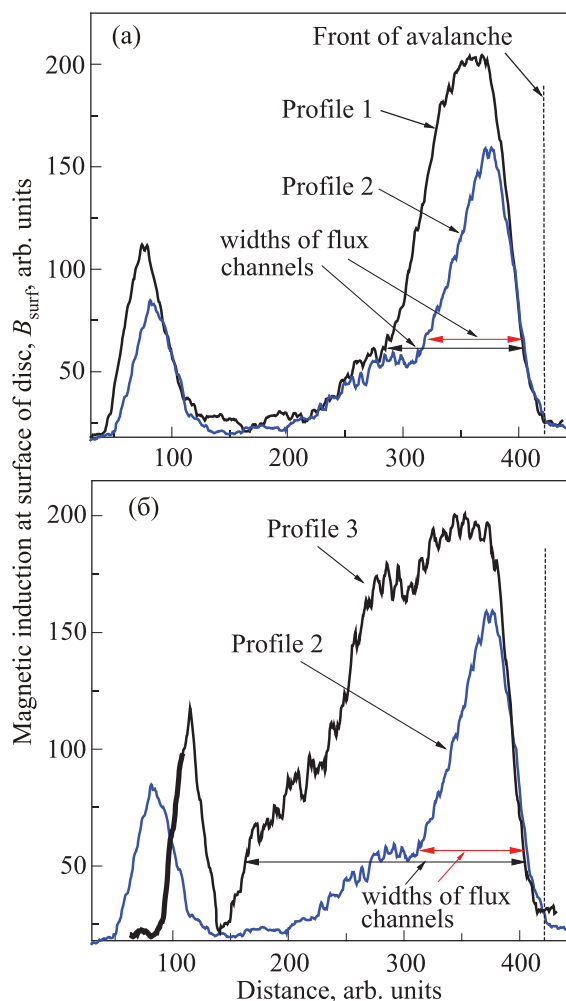 (а)
Front of avalanche
200
Profile 1
150
Profile 2
widths of flux
channels
100
50
100
200
300
400
Magnetic induction at surface of disc, B_surf, arb. units
(б)
200
Profile 3
150
Profile 2
100
50
widths of flux
channels
100
200
300
400
Distance, arb. units